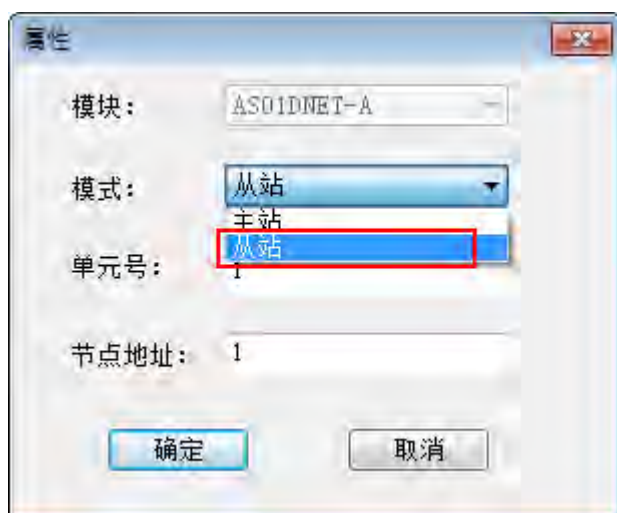 属性
模块： AS01DNET-A
模式： 从站
主站
从站
单元号： 1
节点地址： 1
确定 取消